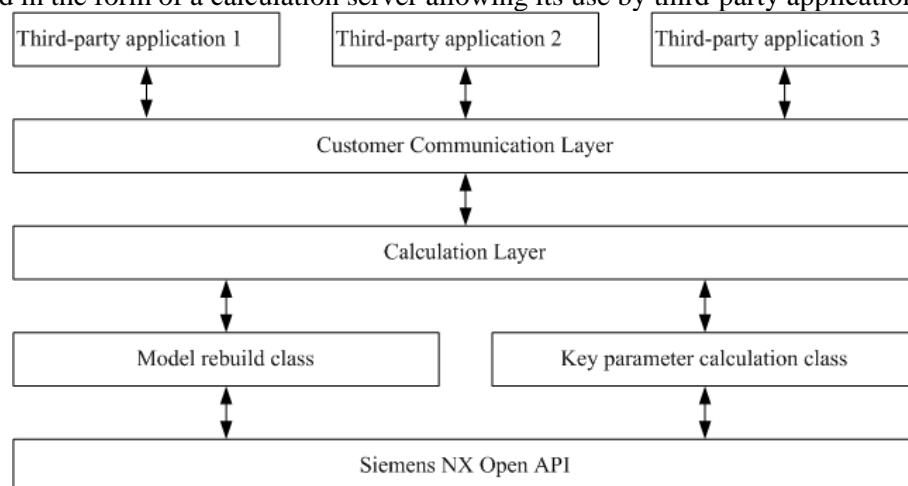 d in the form of a calculation server allowing its use by third-party application
Third-party application 1
Third-party application 2
Third-party application 3
Customer Communication Layer
Calculation Layer
Model rebuild class
Key parameter calculation class
Siemens NX Open API